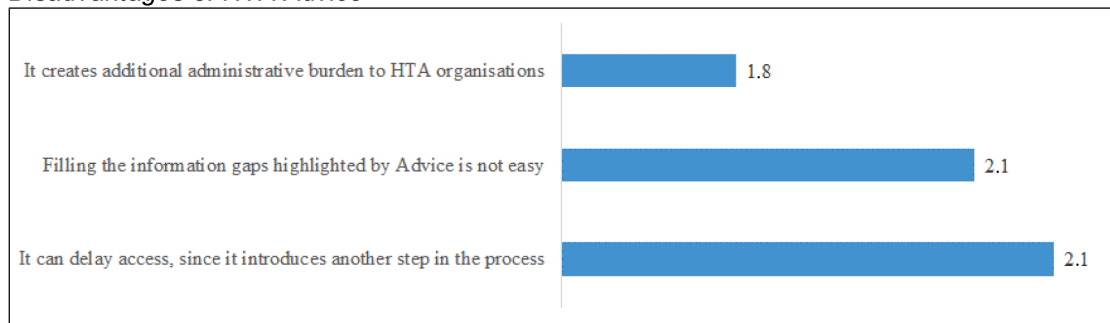 It creates additional administrative burden to HTA organisations
1.8
Filling the information gaps highlighted by Advice is not easy
2.1
It can delay access, since it introduces another step in the process
2.1